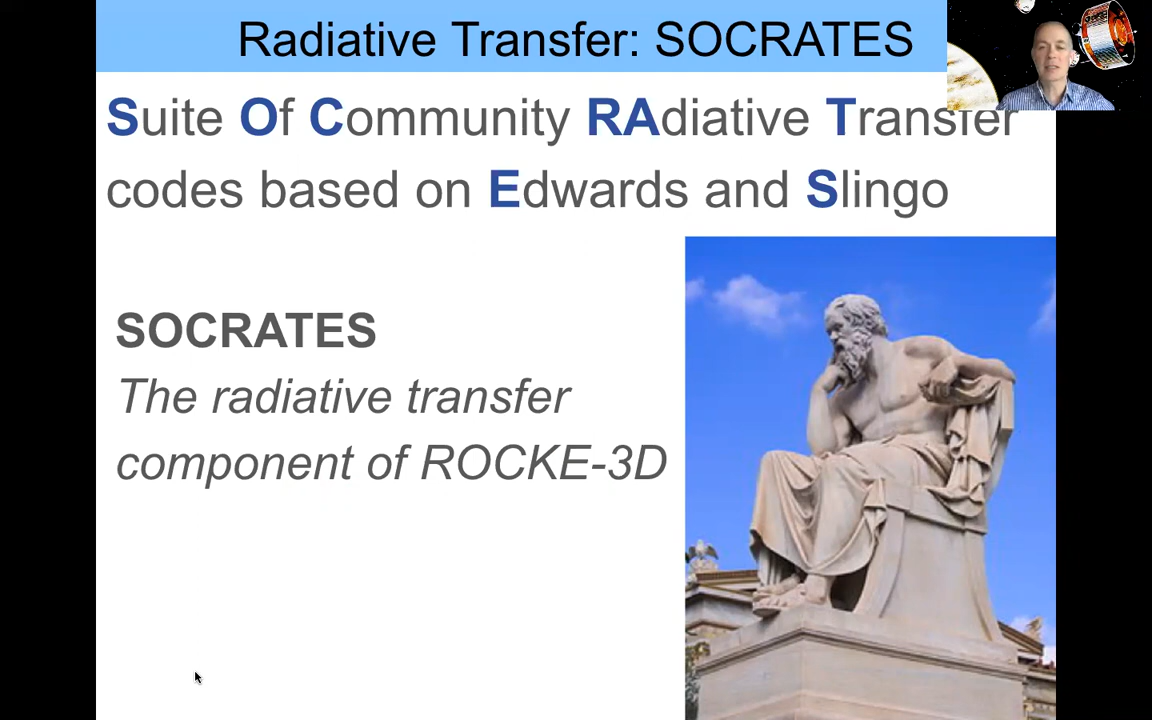 Radiative Transfer: SOCRATES
Suite Of Community RAdiative Transfer
codes based on Edwards and Slingo
SOCRATES
The radiative transfer
component of ROCKE-3D